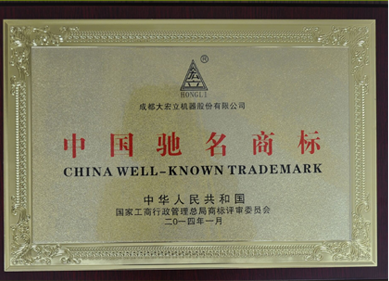 ®
HONGLI
成都大宏立机器股份有限公司
中国驰名商标
CHINA WELL-KNOWN TRADEMARK
中华人民共和国
国家工商行政管理总局商标评审委员会
二〇一四年一月